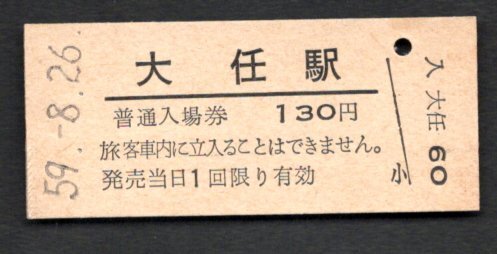 59.-8.26.
大任駅
普通入場券 130円
旅客車内に立入ることはできません。
発売当日1回限り有効
小
入 大任 60